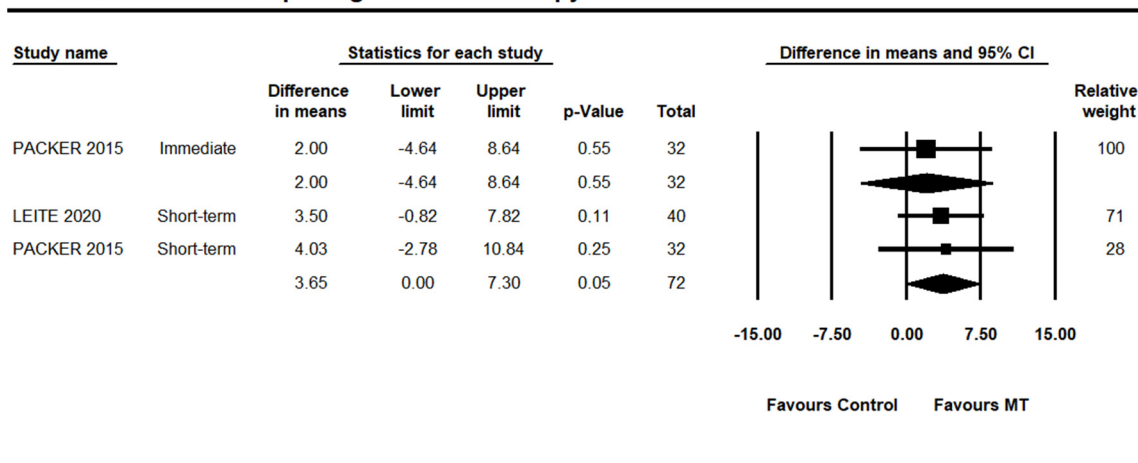 Study name Statistics for each study Difference in means and 95% CI
Difference in means Lower limit Upper limit p-Value Total Relative weight
PACKER 2015 Immediate 2.00 -4.64 8.64 0.55 32 100
2.00 -4.64 8.64 0.55 32
LEITE 2020 Short-term 3.50 -0.82 7.82 0.11 40 71
PACKER 2015 Short-term 4.03 -2.78 10.84 0.25 32 28
3.65 0.00 7.30 0.05 72
-15.00 -7.50 0.00 7.50 15.00
Favours Control Favours MT